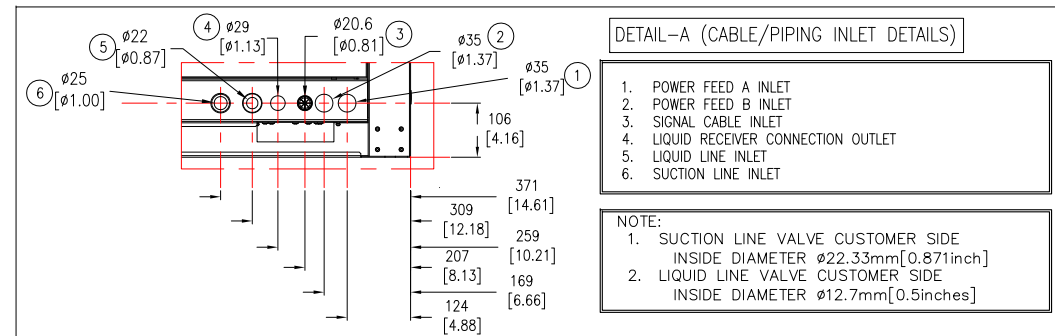 4 ø29 [ø1.13]
5 ø22 [ø0.87]
6 ø25 [ø1.00]
ø20.6 [ø0.81] 3
ø35 [ø1.37] 2
ø35 [ø1.37] 1
106 [4.16]
371 [14.61]
309 [12.18]
259 [10.21]
207 [8.13]
169 [6.66]
124 [4.88]
DETAIL-A (CABLE/PIPING INLET DETAILS)
1. POWER FEED A INLET
2. POWER FEED B INLET
3. SIGNAL CABLE INLET
4. LIQUID RECEIVER CONNECTION OUTLET
5. LIQUID LINE INLET
6. SUCTION LINE INLET
NOTE:
1. SUCTION LINE VALVE CUSTOMER SIDE
INSIDE DIAMETER ø22.33mm[0.871inch]
2. LIQUID LINE VALVE CUSTOMER SIDE
INSIDE DIAMETER ø12.7mm[0.5inches]